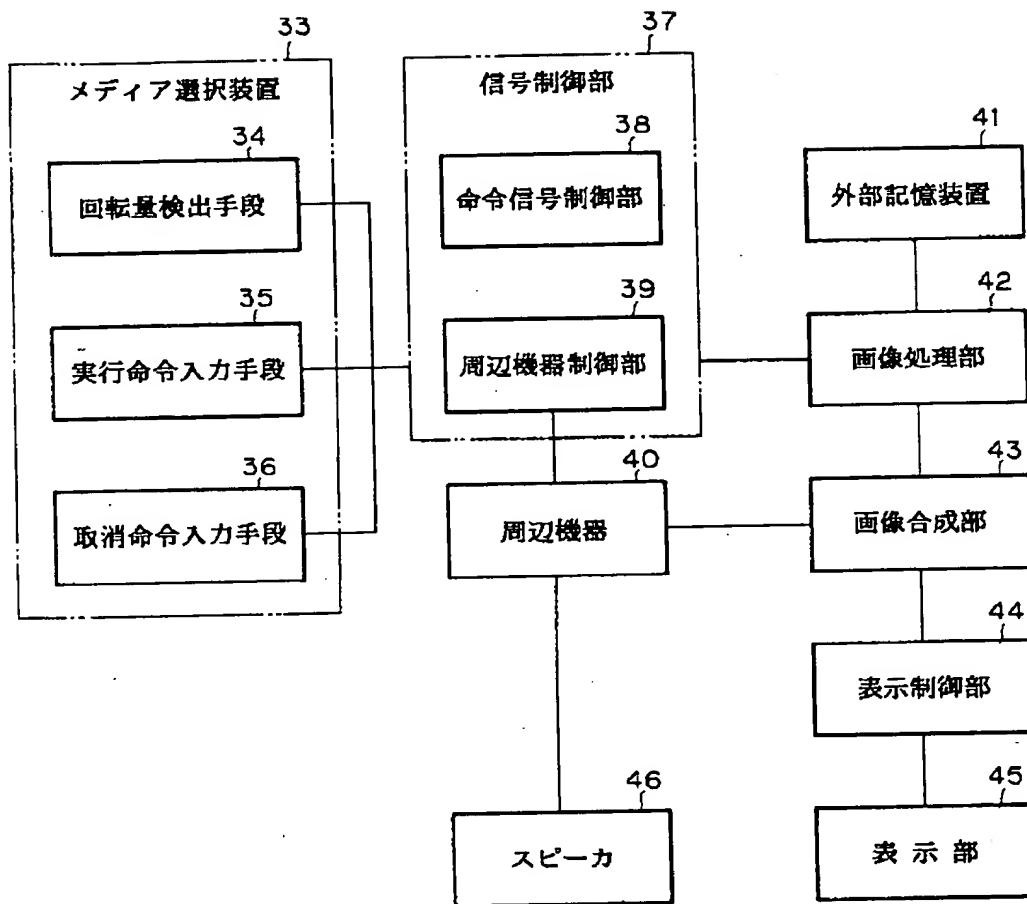 33
メディア選択装置
34
回転量検出手段
35
実行命令入力手段
36
取消命令入力手段
37
信号制御部
38
命令信号制御部
39
周辺機器制御部
40
周辺機器
41
外部記憶装置
42
画像処理部
43
画像合成部
44
表示制御部
45
表示部
46
スピーカ